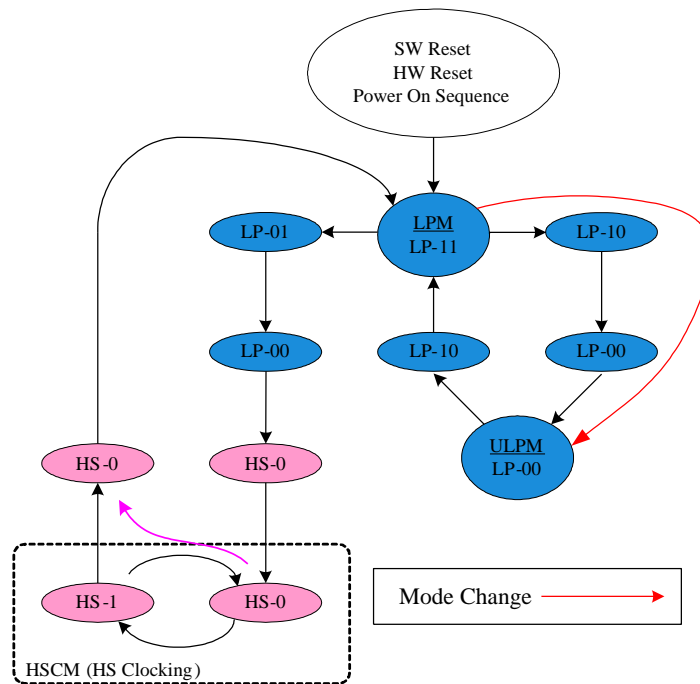 SW Reset
HW Reset
Power On Sequence
LPM
LP-11
LP-01
LP-10
LP-00
LP-10
LP-00
ULPM
LP-00
HS-0
HS-0
HS-1
HS-0
HSCM (HS Clocking)
Mode Change